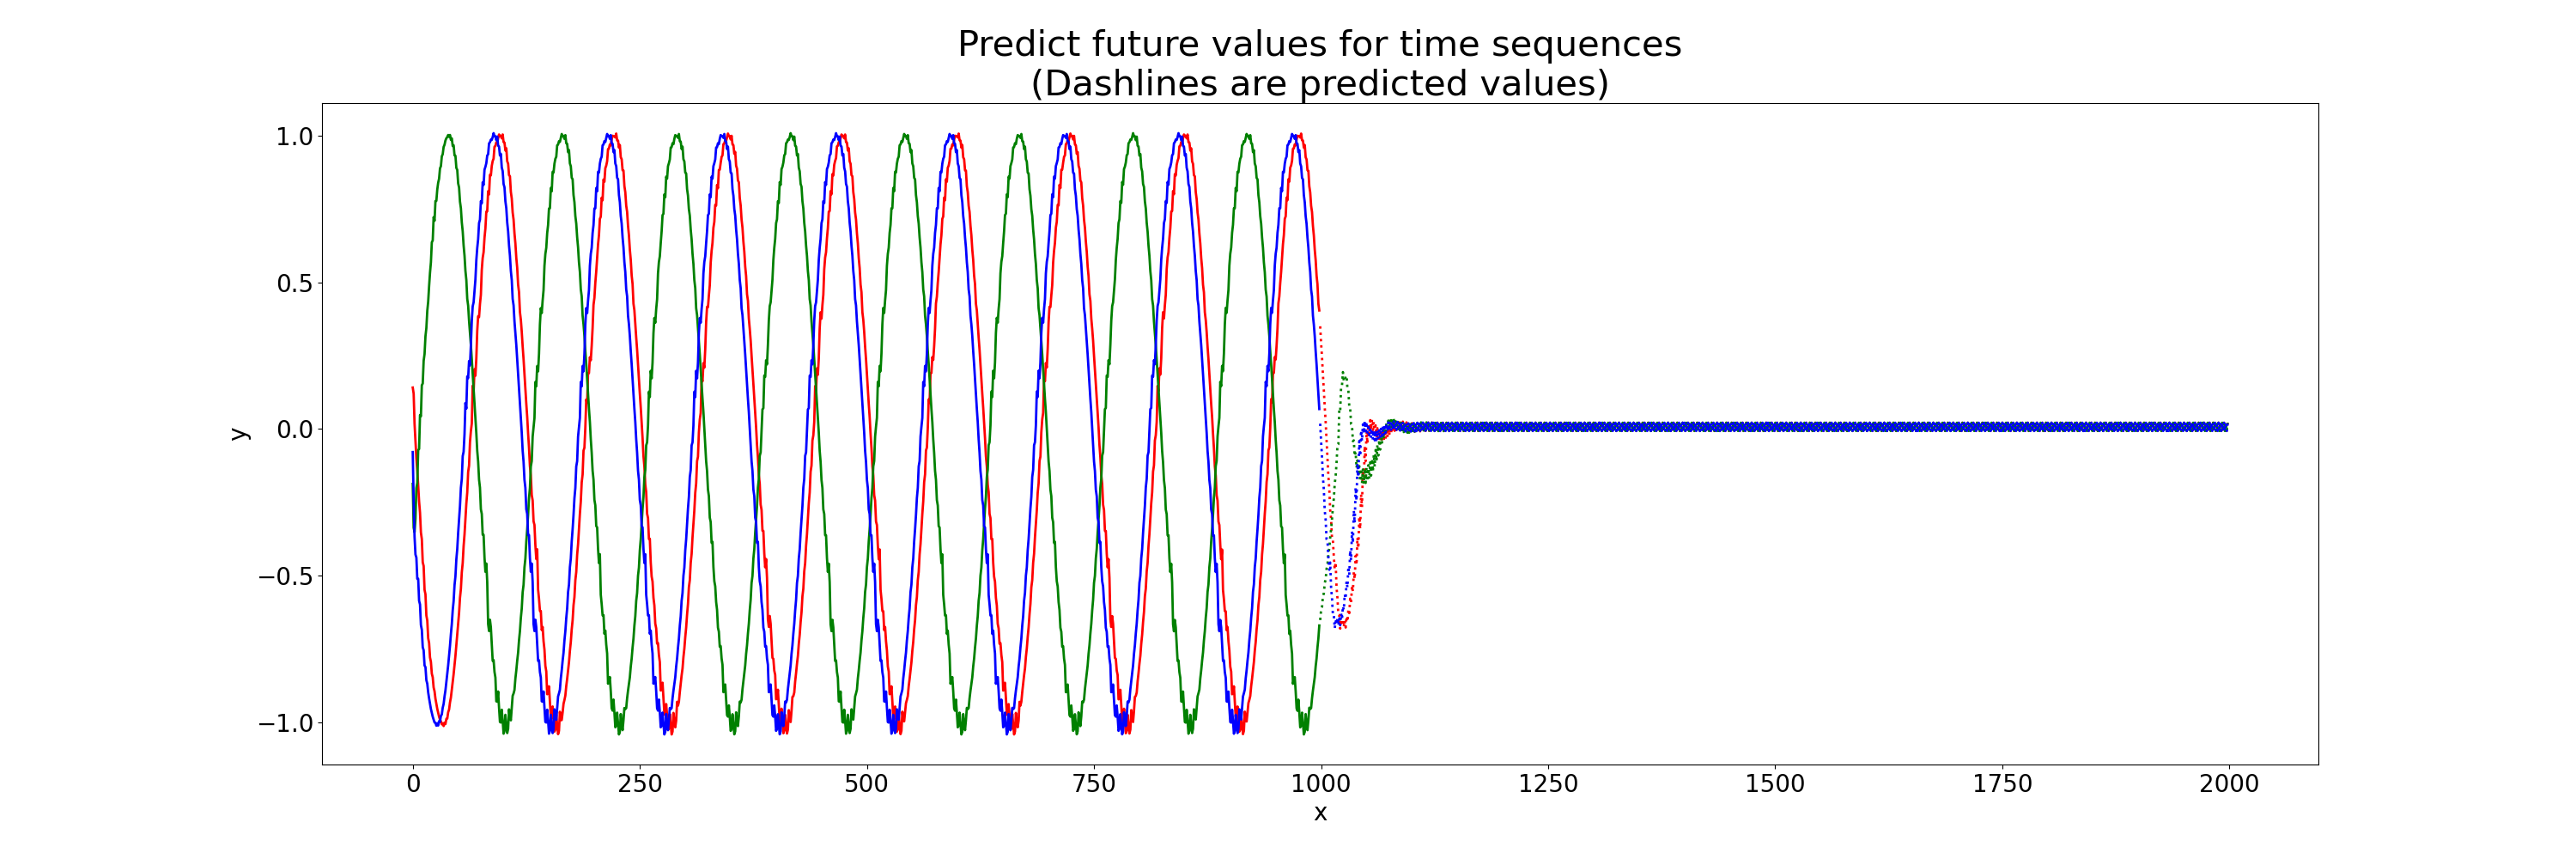 Predict future values for time sequences
(Dashlines are predicted values)
1.0
0.5
0.0
−0.5
−1.0
y
0 250 500 750 1000 1250 1500 1750 2000
x